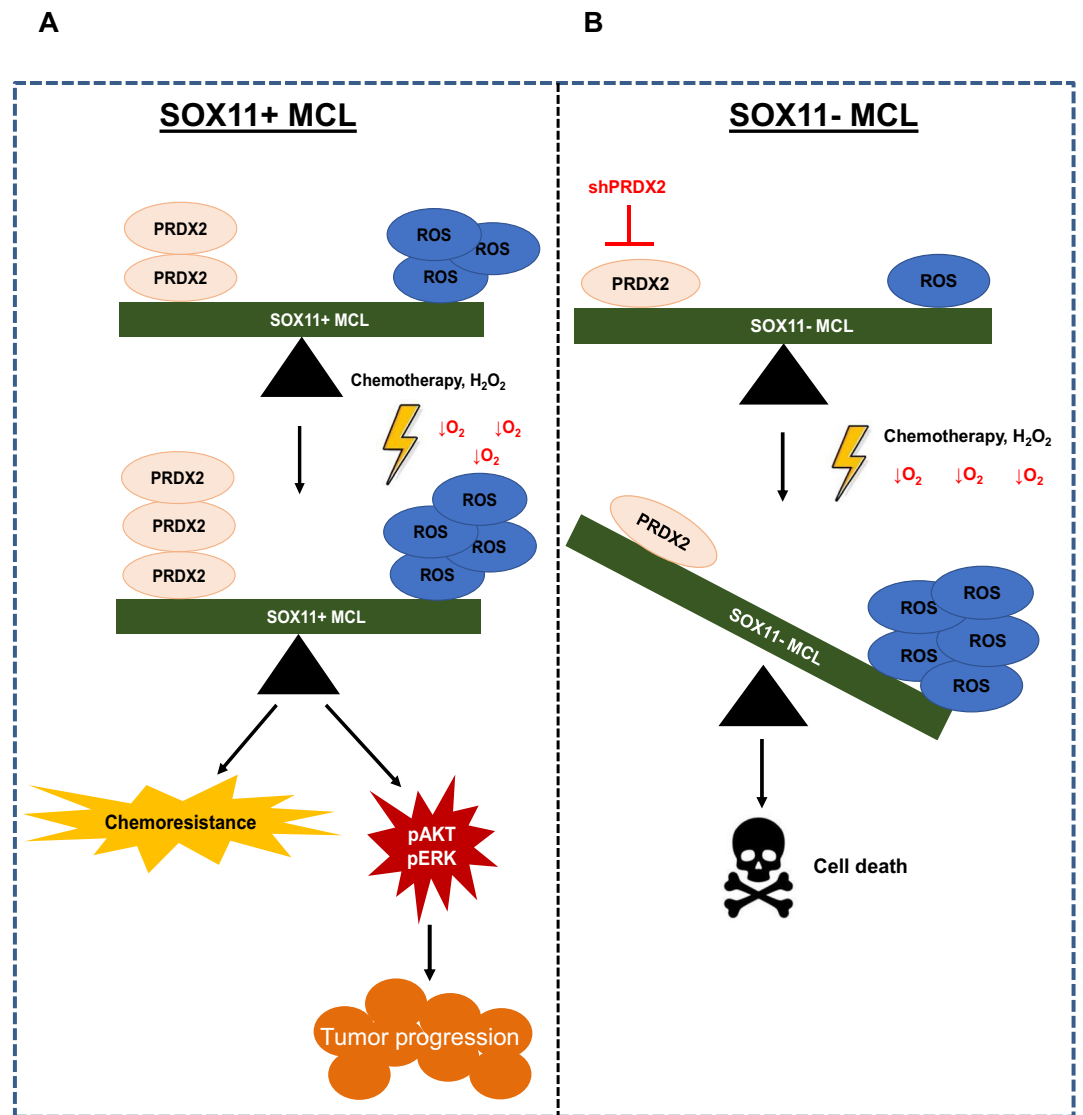 A
B
SOX11+ MCL
PRDX2
PRDX2
ROS
ROS
ROS
SOX11+ MCL
Chemotherapy, H₂O₂
↓O₂
↓O₂
↓O₂
PRDX2
PRDX2
PRDX2
ROS
ROS
ROS
ROS
SOX11+ MCL
Chemoresistance
pAKT
pERK
Tumor progression
SOX11- MCL
shPRDX2
PRDX2
ROS
SOX11- MCL
Chemotherapy, H₂O₂
↓O₂ ↓O₂ ↓O₂
PRDX2
SOX11- MCL
ROS
ROS
ROS
ROS
ROS
Cell death